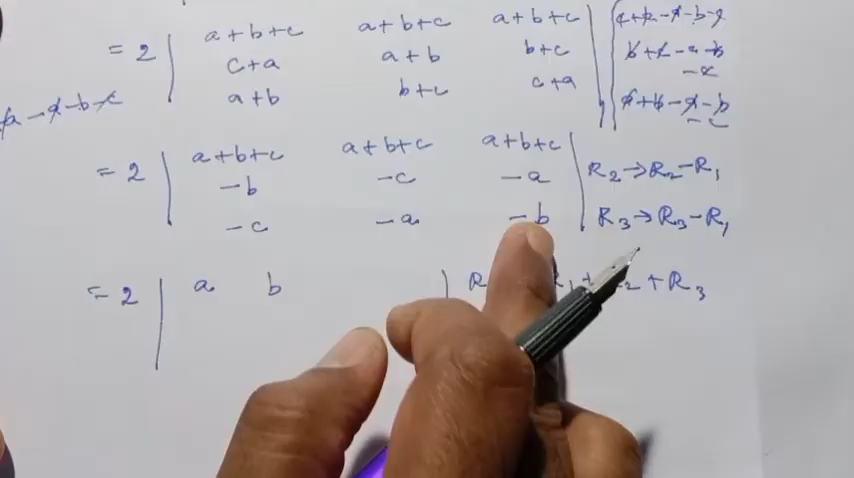 = 2 | a+b+c a+b+c a+b+c |
c+a a+b b+c
a+b b+c c+a
= 2 | a+b+c a+b+c a+b+c | R₂→R₂-R₁
-b -c -a
-c -a -b R₃→R₃-R₁
= 2 | a b | R +R₃